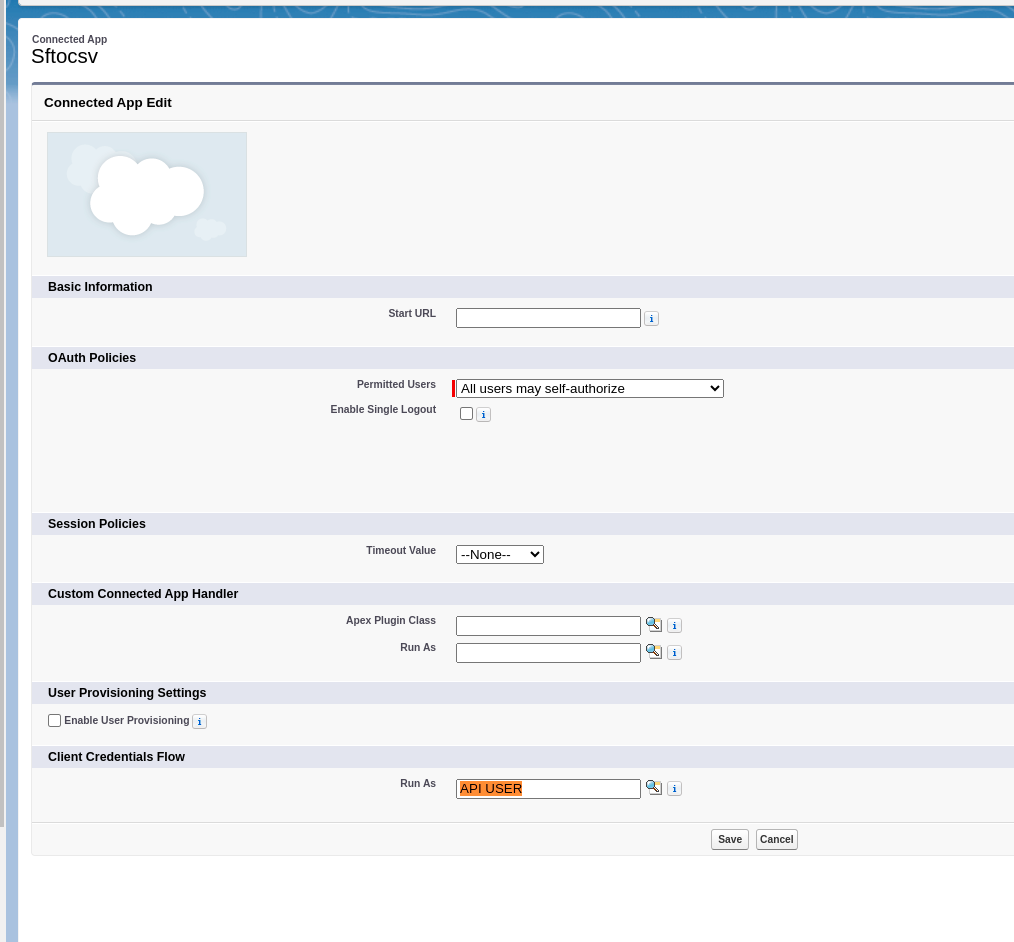 Connected App
Sftocsv
Connected App Edit
Basic Information
Start URL
i
OAuth Policies
Permitted Users All users may self-authorize
Enable Single Logout i
Session Policies
Timeout Value --None--
Custom Connected App Handler
Apex Plugin Class i
Run As i
User Provisioning Settings
Enable User Provisioning i
Client Credentials Flow
Run As API USER i
Save Cancel